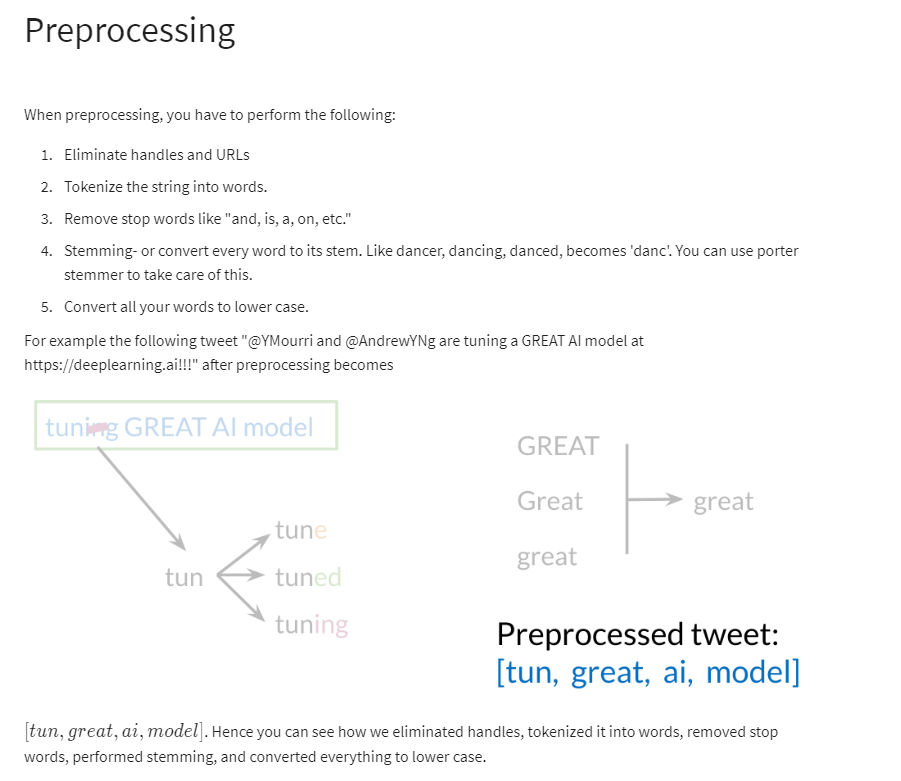 Preprocessing
When preprocessing, you have to perform the following:
1. Eliminate handles and URLs
2. Tokenize the string into words.
3. Remove stop words like "and, is, a, on, etc."
4. Stemming- or convert every word to its stem. Like dancer, dancing, danced, becomes 'danc'. You can use porter
stemmer to take care of this.
5. Convert all your words to lower case.
For example the following tweet "@YMourri and @AndrewYNg are tuning a GREAT AI model at
https://deeplearning.ai!!!" after preprocessing becomes
tuning GREAT AI model
tun
tune
tuned
tuning
GREAT
Great
great
great
Preprocessed tweet:
[tun, great, ai, model]
[tun, great, ai, model]. Hence you can see how we eliminated handles, tokenized it into words, removed stop
words, performed stemming, and converted everything to lower case.